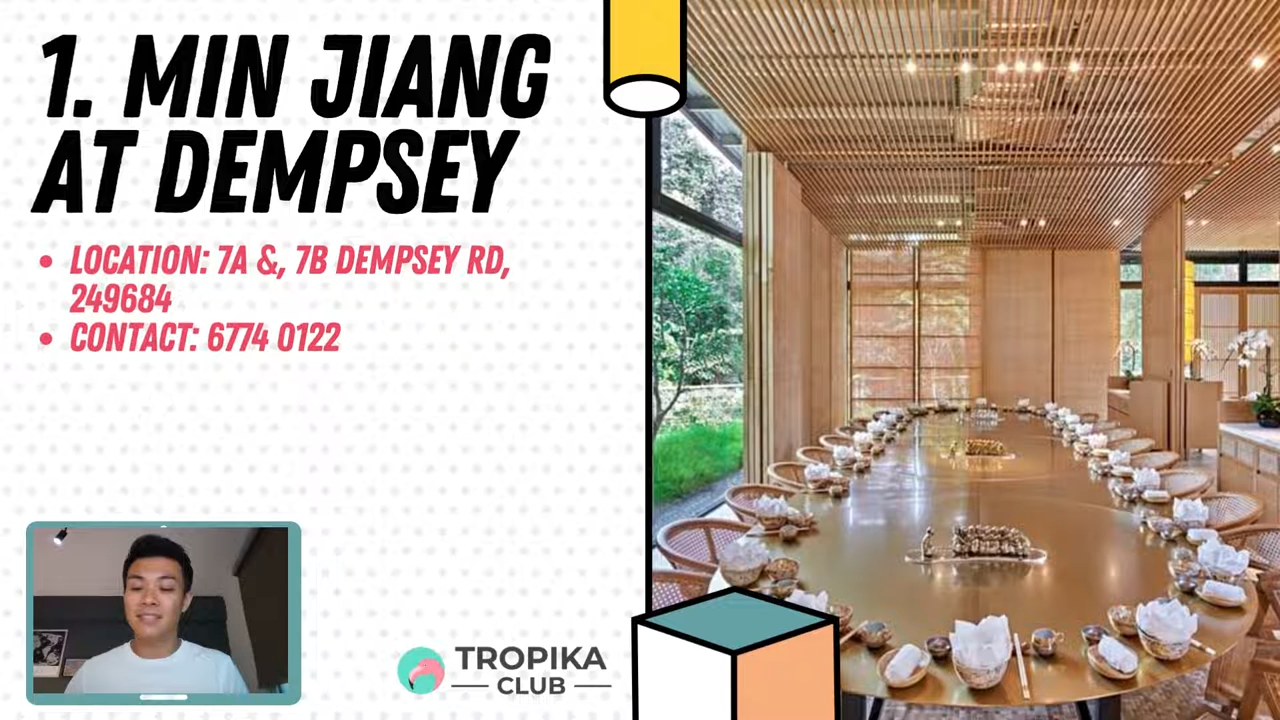 1. MIN JIANG
AT DEMPSEY
• LOCATION: 7A &, 7B DEMPSEY RD,
249684
• CONTACT: 6774 0122
TROPIKA
CLUB